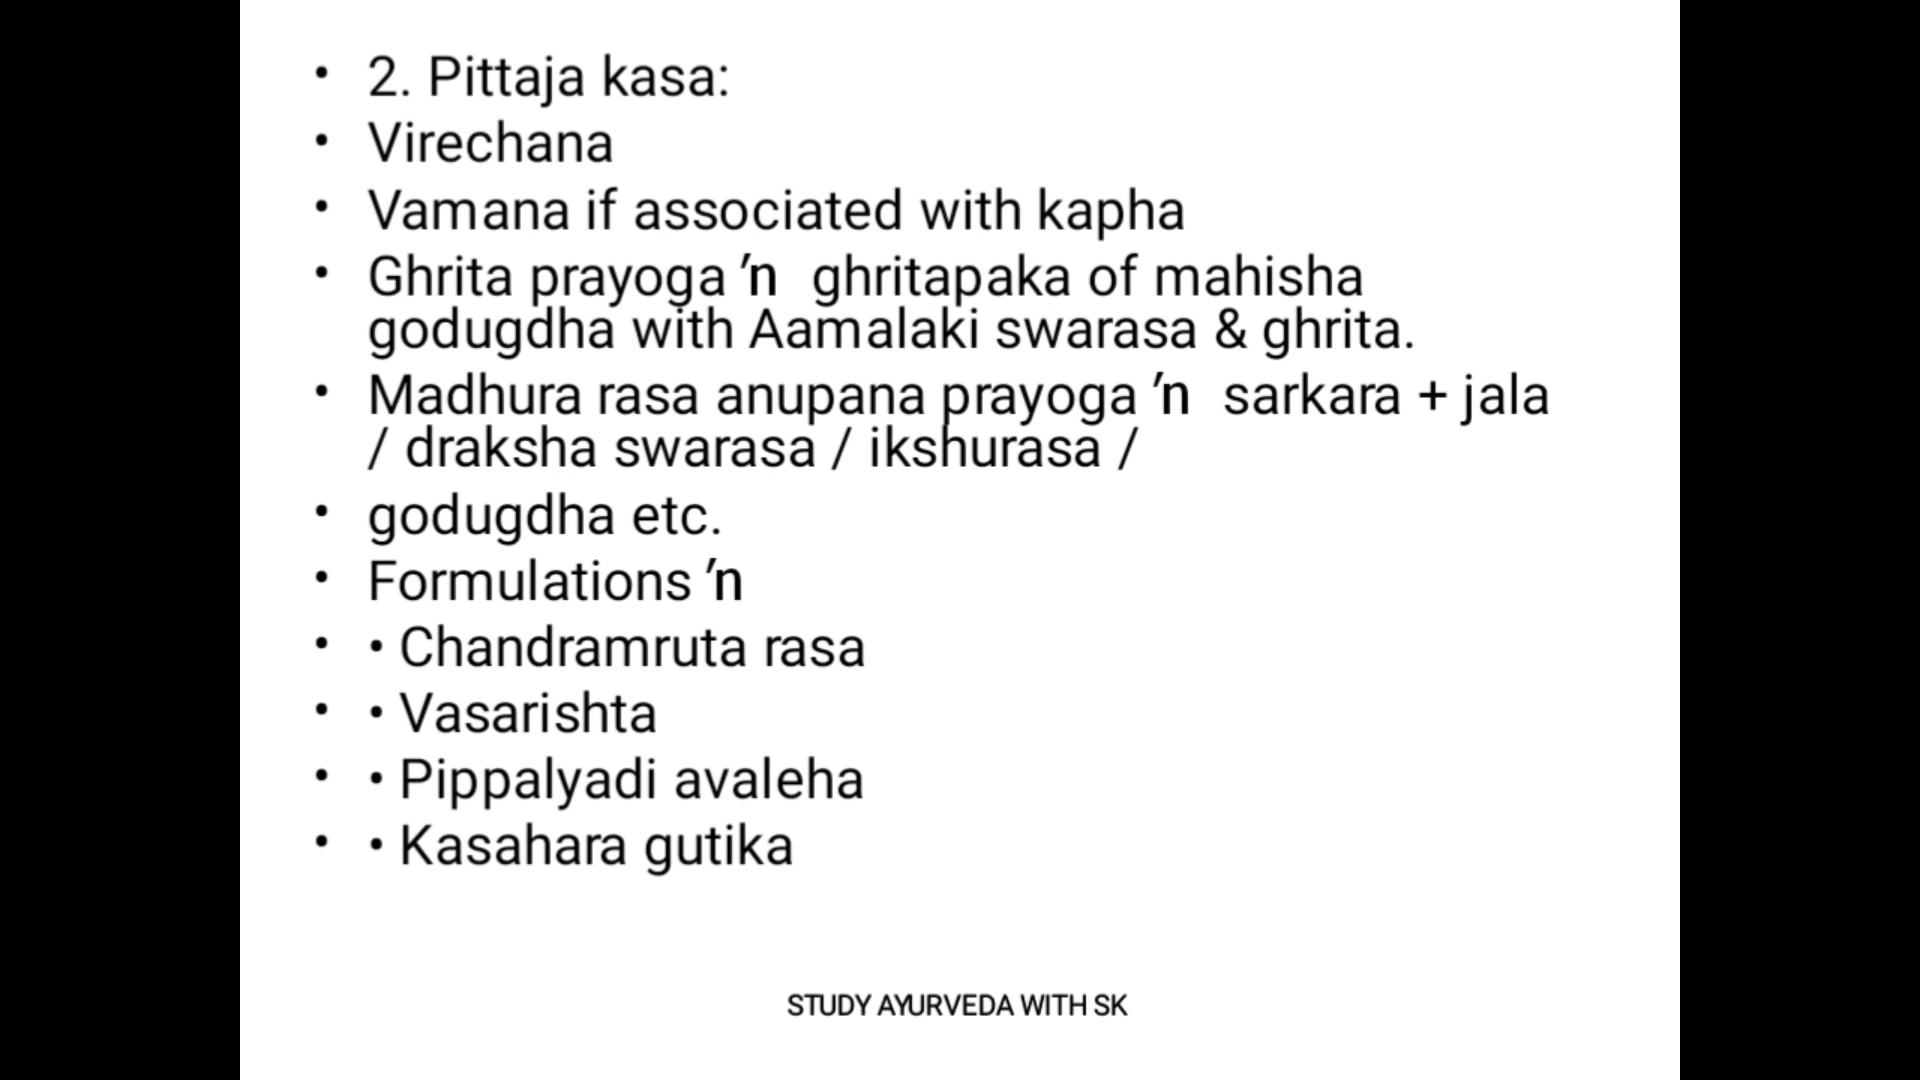 • 2. Pittaja kasa:
• Virechana
• Vamana if associated with kapha
• Ghrita prayoga ŉ ghritapaka of mahisha
godugdha with Aamalaki swarasa & ghrita.
• Madhura rasa anupana prayoga ŉ sarkara + jala
/ draksha swarasa / ikshurasa /
• godugdha etc.
• Formulations ŉ
• • Chandramruta rasa
• • Vasarishta
• • Pippalyadi avaleha
• • Kasahara gutika
STUDY AYURVEDA WITH SK